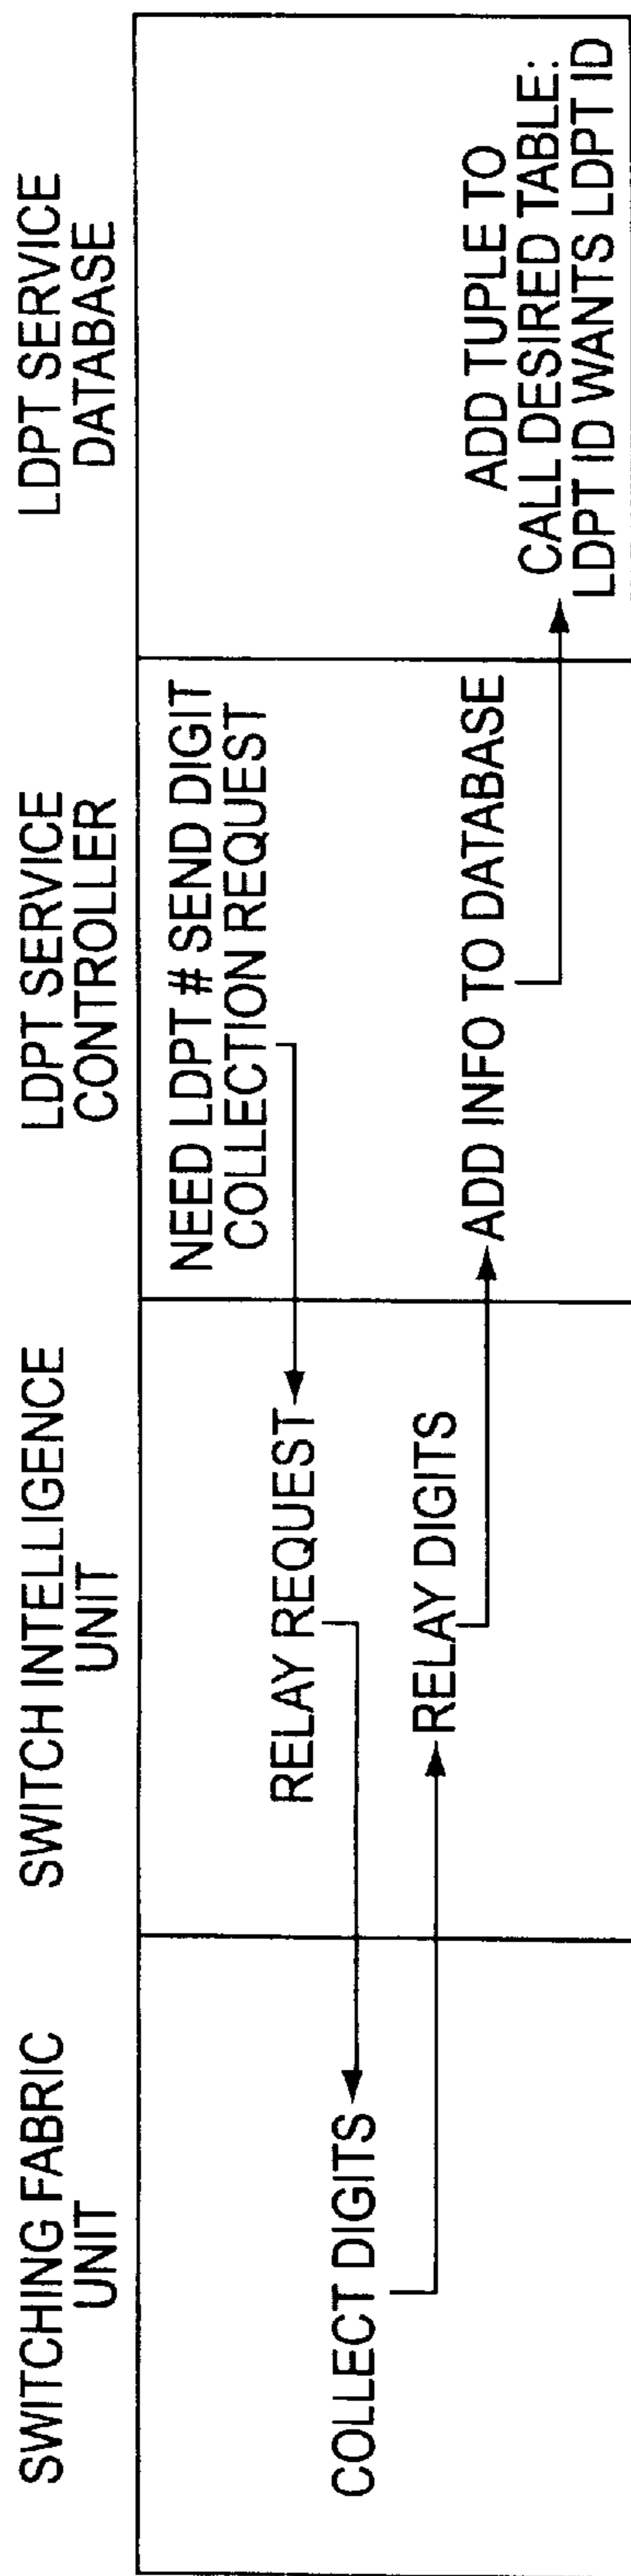 SWITCHING FABRIC
UNIT
SWITCH INTELLIGENCE
UNIT
LDPT SERVICE
CONTROLLER
LDPT SERVICE
DATABASE
NEED LDPT # SEND DIGIT
COLLECTION REQUEST
RELAY REQUEST
COLLECT DIGITS
RELAY DIGITS
ADD INFO TO DATABASE
ADD TUPLE TO
CALL DESIRED TABLE:
LDPT ID WANTS LDPT ID